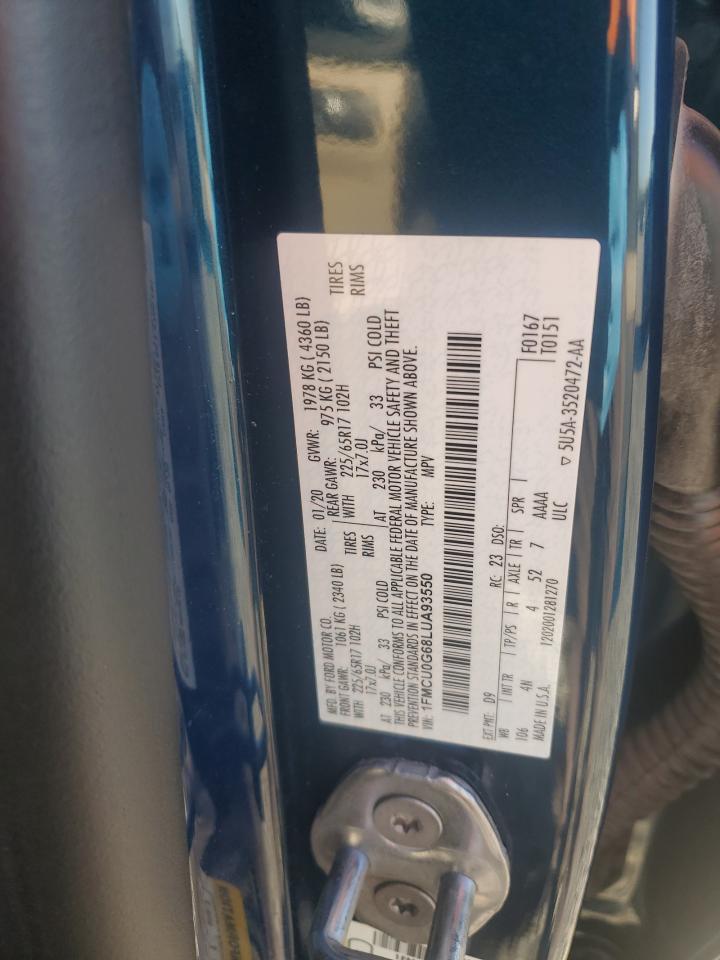 MFD. BY FORD MOTOR CO.
DATE: 01/20 GVWR: 1978 KG ( 4360 LB)
FRONT GAWR: 1061 KG ( 2340 LB) REAR GAWR: 975 KG ( 2150 LB)
WITH 225/65R17 102H TIRES WITH 225/65R17 102H TIRES
17x7.0J RIMS 17x7.0J RIMS
AT 230 kPa/ 33 PSI COLD AT 230 kPa/ 33 PSI COLD
THIS VEHICLE CONFORMS TO ALL APPLICABLE FEDERAL MOTOR VEHICLE SAFETY AND THEFT
PREVENTION STANDARDS IN EFFECT ON THE DATE OF MANUFACTURE SHOWN ABOVE.
VIN: 1FMCU0G68LUA93550 TYPE: MPV
EXT PNT: D9 RC: 23 DSO: F0167
WB INT TR TP/PS R AXLE TR SPR T0151
106 4N 4 52 7 AAAA
MADE IN U.S.A. 1202001281270 ULC ▽ 5U5A-3520472-AA